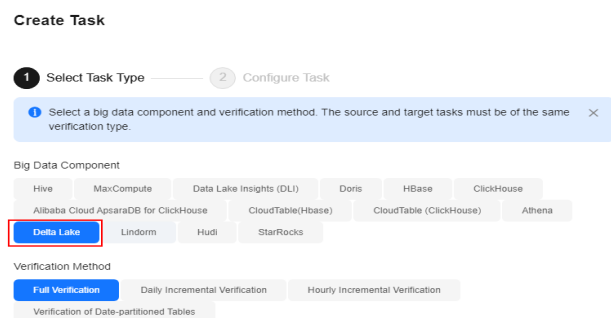 Create Task
1 Select Task Type 2 Configure Task
Select a big data component and verification method. The source and target tasks must be of the same
verification type.
Big Data Component
Hive MaxCompute Data Lake Insights (DLI) Doris HBase ClickHouse
Alibaba Cloud ApsaraDB for ClickHouse CloudTable(Hbase) CloudTable (ClickHouse) Athena
Delta Lake Lindorm Hudi StarRocks
Verification Method
Full Verification Daily Incremental Verification Hourly Incremental Verification
Verification of Date-partitioned Tables